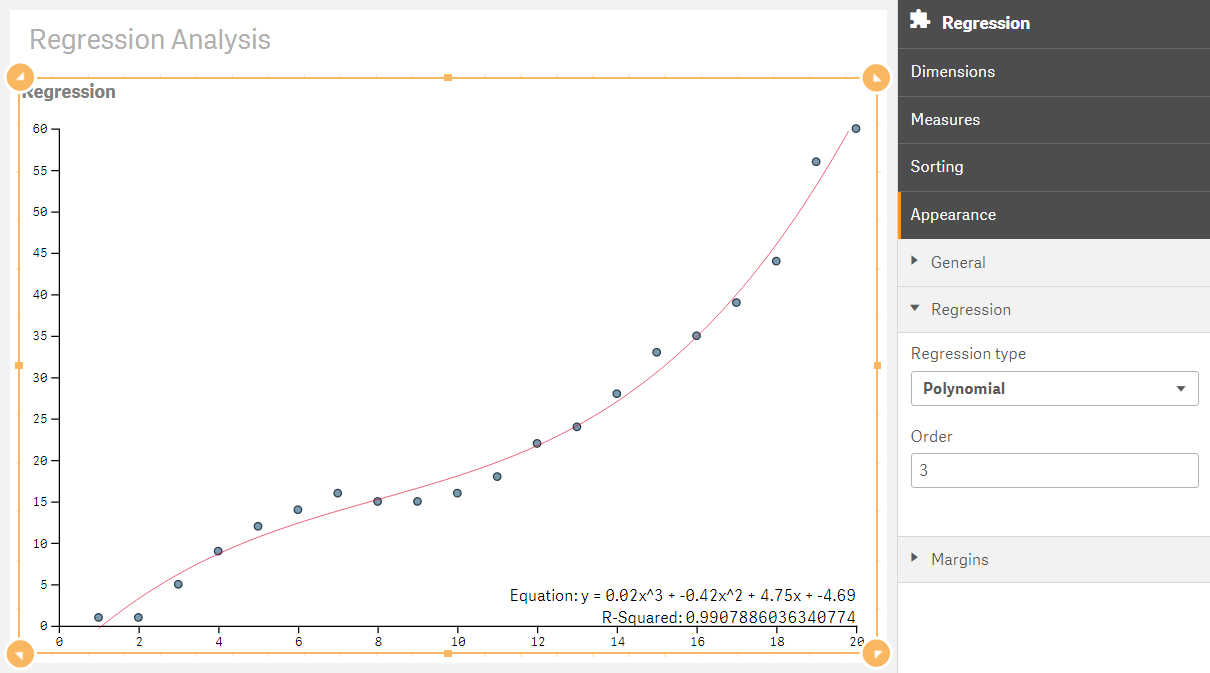 Regression Analysis
Regression
60
55
50
45
40
35
30
25
20
15
10
5
0
0 2 4 6 8 10 12 14 16 18 20
Equation: y = 0.02x^3 + -0.42x^2 + 4.75x + -4.69
R-Squared: 0.9907886036340774
Regression
Dimensions
Measures
Sorting
Appearance
General
Regression
Regression type
Polynomial
Order
3
Margins